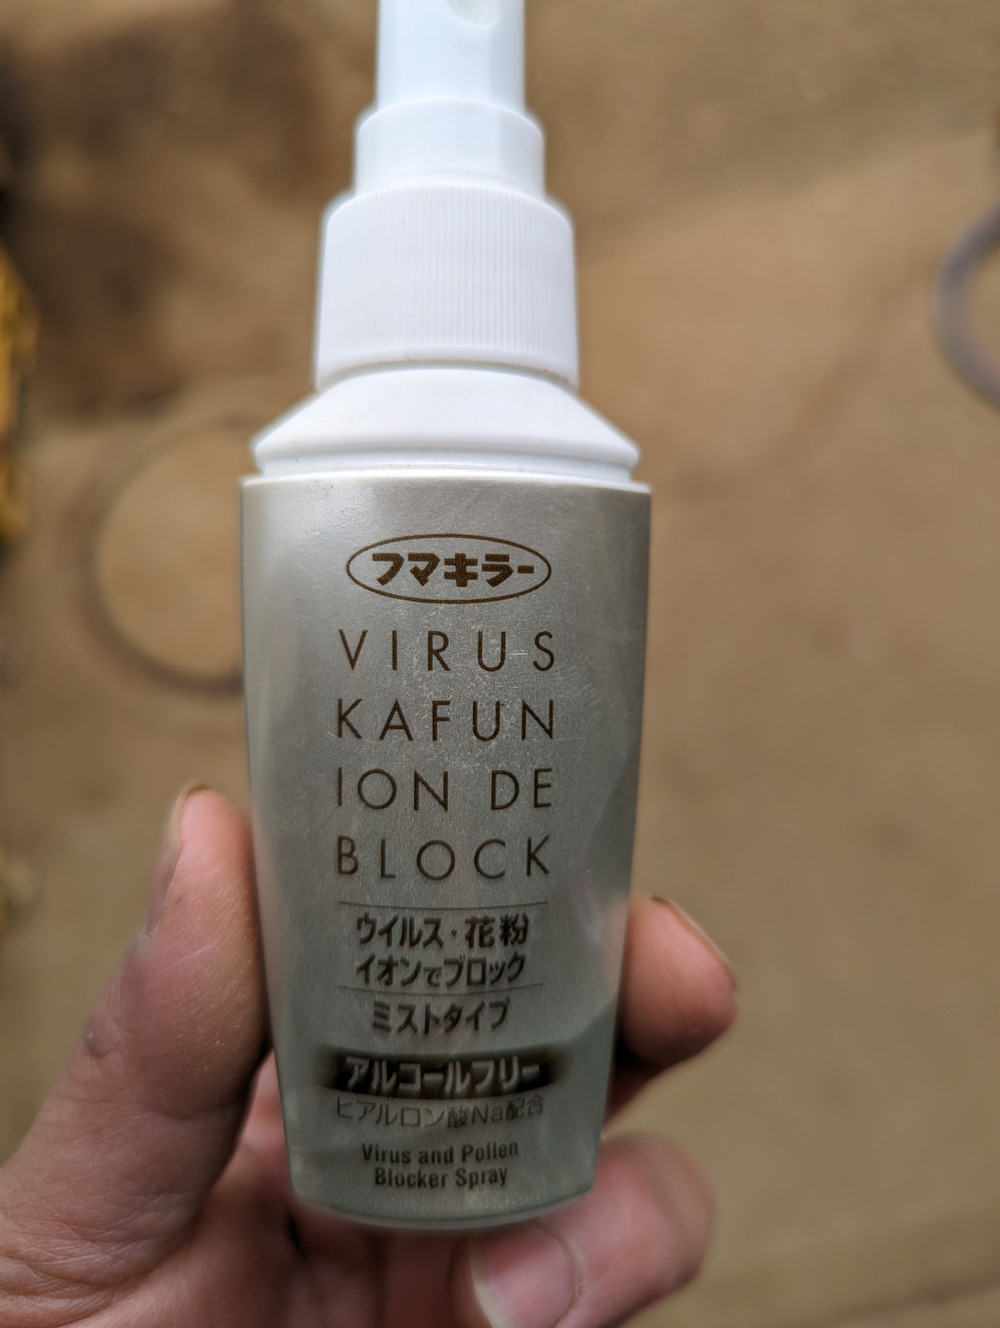 フマキラー
VIRUS
KAFUN
ION DE
BLOCK
ウイルス・花粉
イオンでブロック
ミストタイプ
アルコールフリー
ヒアルロン酸Na配合
Virus and Pollen
Blocker Spray